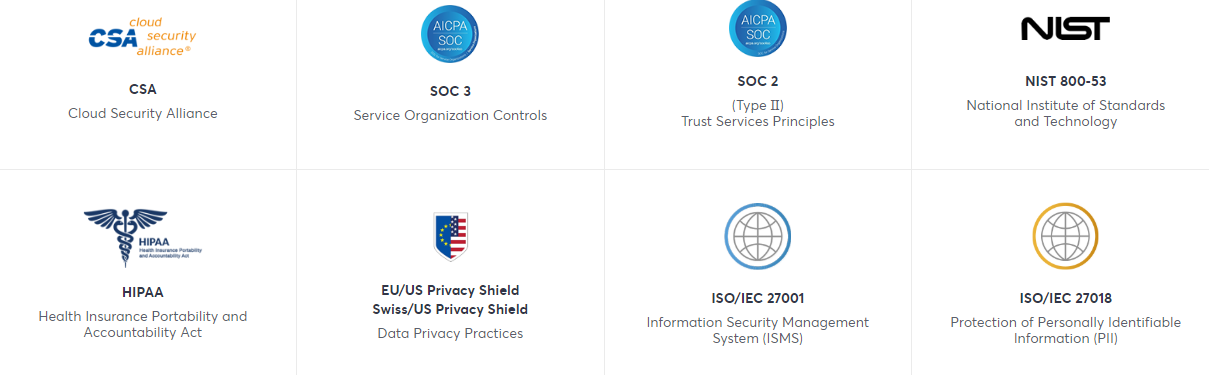 cloud
CSA security
alliance®
CSA
Cloud Security Alliance
AICPA
SOC
SOC 3
Service Organization Controls
AICPA
SOC
SOC 2
(Type II)
Trust Services Principles
NIST
NIST 800-53
National Institute of Standards
and Technology
HIPAA
Health Insurance Portability
and Accountability Act
HIPAA
Health Insurance Portability and
Accountability Act
EU/US Privacy Shield
Swiss/US Privacy Shield
Data Privacy Practices
ISO/IEC 27001
Information Security Management
System (ISMS)
ISO/IEC 27018
Protection of Personally Identifiable
Information (PII)